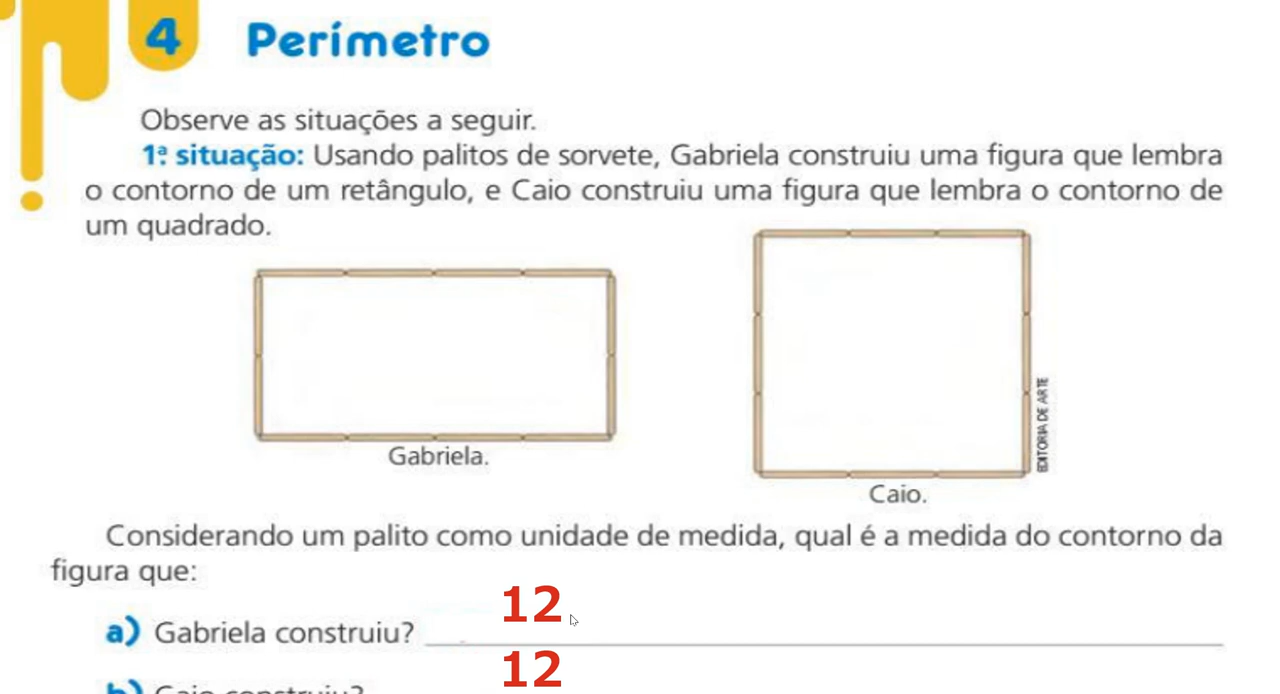 4 Perímetro
Observe as situações a seguir.
1ª situação: Usando palitos de sorvete, Gabriela construiu uma figura que lembra
o contorno de um retângulo, e Caio construiu uma figura que lembra o contorno de
um quadrado.
Gabriela.
EDITORIA DE ARTE
Caio.
Considerando um palito como unidade de medida, qual é a medida do contorno da
figura que:
12
a) Gabriela construiu?
12
b) Caio construiu?